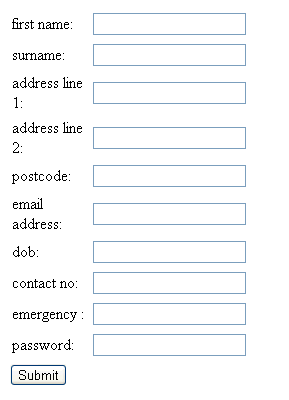 first name:
surname:
address line
1:
address line
2:
postcode:
email
address:
dob:
contact no:
emergency :
password:
Submit